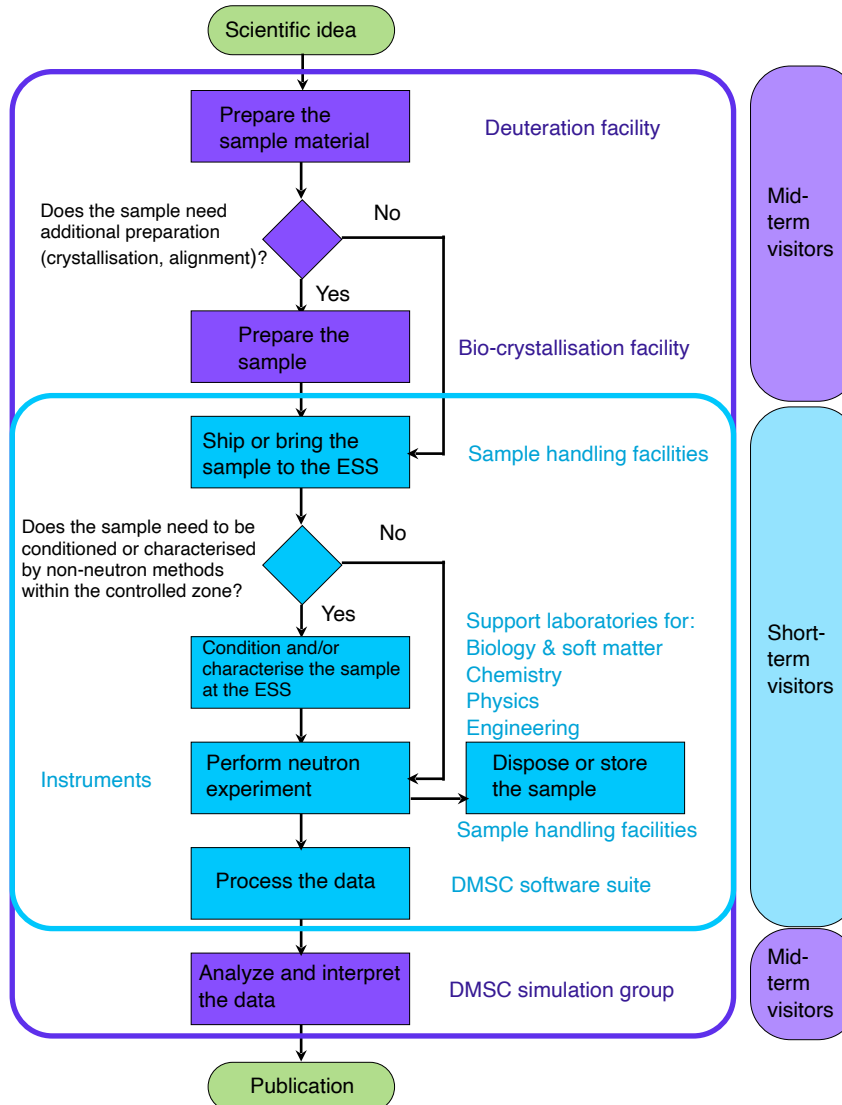 Scientific idea
Prepare the
sample material
Deuteration facility
Mid-
term
visitors
Does the sample need
additional preparation
(crystallisation, alignment)?
No
Yes
Prepare the
sample
Bio-crystallisation facility
Ship or bring the
sample to the ESS
Sample handling facilities
Does the sample need to be
conditioned or characterised
by non-neutron methods
within the controlled zone?
No
Yes
Short-
term
visitors
Condition and/or
characterise the sample
at the ESS
Support laboratories for:
Biology & soft matter
Chemistry
Physics
Engineering
Instruments
Perform neutron
experiment
Dispose or store
the sample
Sample handling facilities
Process the data
DMSC software suite
Analyze and interpret
the data
DMSC simulation group
Mid-
term
visitors
Publication